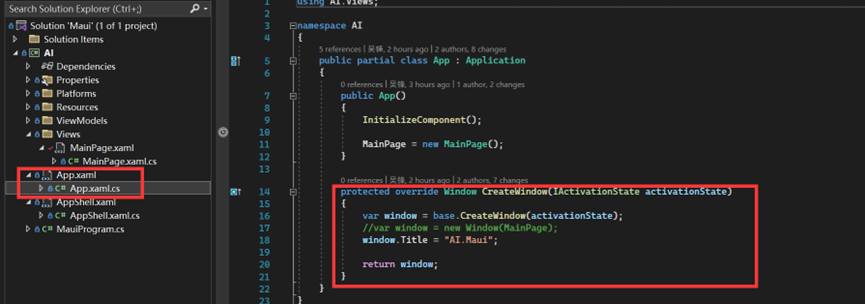 Search Solution Explorer (Ctrl+;)
Solution 'Maui' (1 of 1 project)
Solution Items
C# AI
Dependencies
Properties
Platforms
Resources
ViewModels
Views
MainPage.xaml
C# MainPage.xaml.cs
App.xaml
C# App.xaml.cs
AppShell.xaml
C# AppShell.xaml.cs
C# MauiProgram.cs
1 using AI.Views;
2
3 namespace AI
4 {
5 references | 吴锋, 2 hours ago | 2 authors, 8 changes
5 public partial class App : Application
6 {
0 references | 吴锋, 3 hours ago | 1 author, 2 changes
7 public App()
8 {
9 InitializeComponent();
10
11 MainPage = new MainPage();
12 }
13
0 references | 吴锋, 2 hours ago | 2 authors, 7 changes
14 protected override Window CreateWindow(IActivationState activationState)
15 {
16 var window = base.CreateWindow(activationState);
17 //var window = new Window(MainPage);
18 window.Title = "AI.Maui";
19
20 return window;
21 }
22 }
23 }